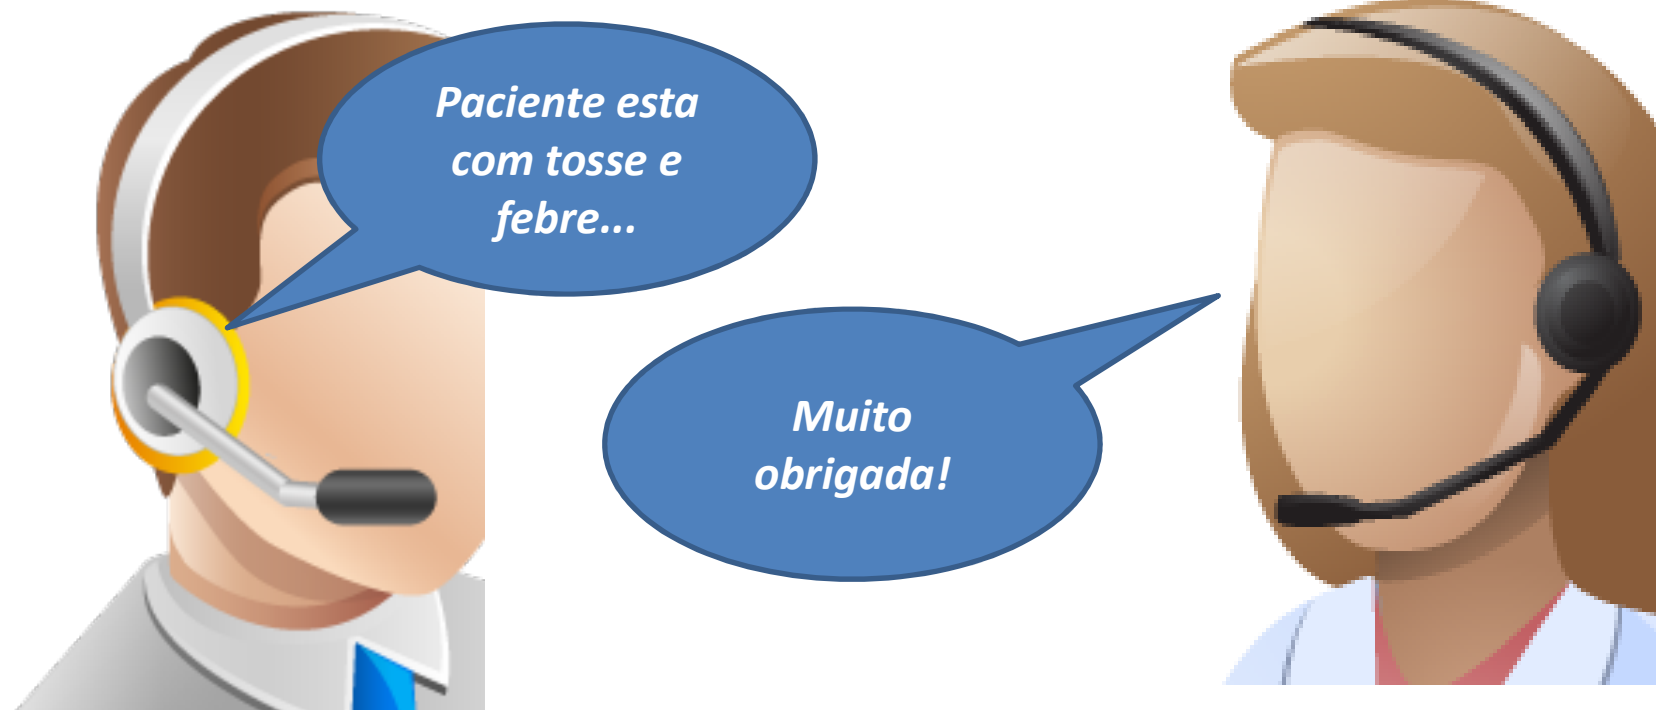 Paciente esta
com tosse e
febre...
Muito
obrigada!